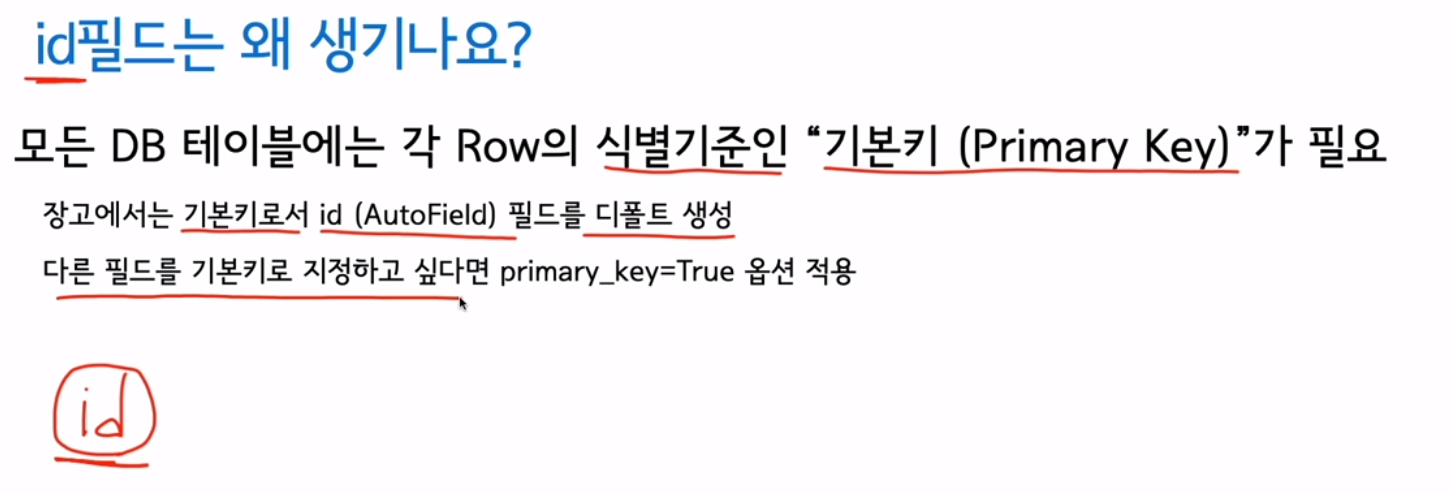 id필드는 왜 생기나요?
모든 DB 테이블에는 각 Row의 식별기준인 “기본키 (Primary Key)”가 필요
장고에서는 기본키로서 id (AutoField) 필드를 디폴트 생성
다른 필드를 기본키로 지정하고 싶다면 primary_key=True 옵션 적용
id